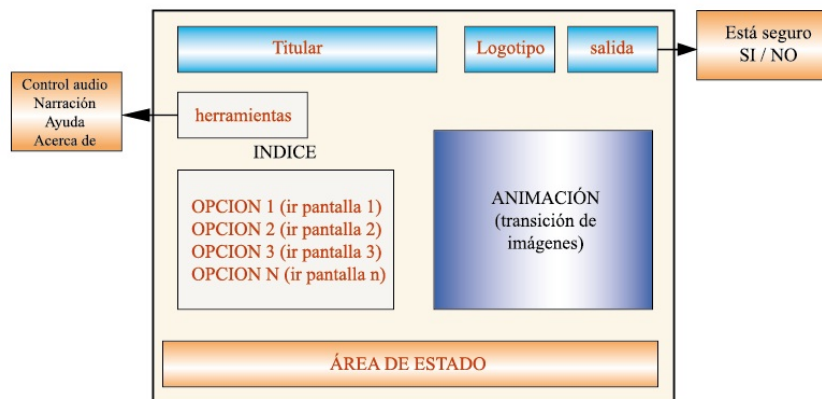 Titular
Logotipo
salida
Está seguro
SI / NO
Control audio
Narración
Ayuda
Acerca de
herramientas
INDICE
OPCION 1 (ir pantalla 1)
OPCION 2 (ir pantalla 2)
OPCION 3 (ir pantalla 3)
OPCION N (ir pantalla n)
ANIMACIÓN
(transición de
imágenes)
ÁREA DE ESTADO